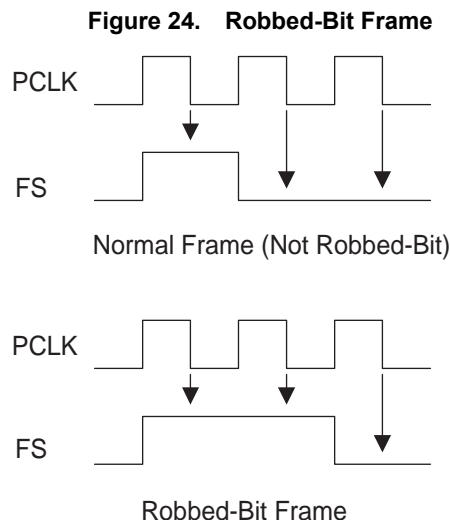 Figure 24. Robbed-Bit Frame
PCLK
FS
Normal Frame (Not Robbed-Bit)
PCLK
FS
Robbed-Bit Frame